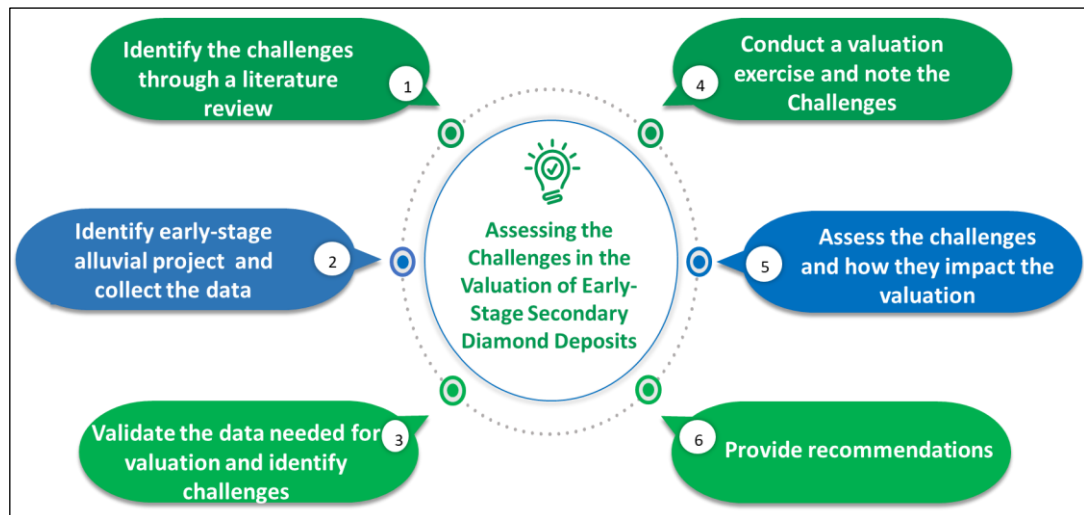 Identify the challenges
through a literature
review
1
Identify early-stage
alluvial project and
collect the data
2
Validate the data needed for
valuation and identify
challenges
3
Assessing the
Challenges in the
Valuation of Early-
Stage Secondary
Diamond Deposits
Conduct a valuation
exercise and note the
Challenges
4
Assess the challenges
and how they impact the
valuation
5
Provide recommendations
6